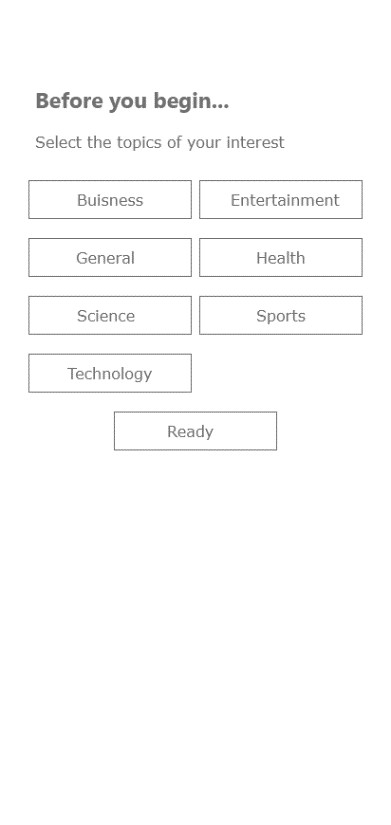 Before you begin...
Select the topics of your interest
Buisness Entertainment
General Health
Science Sports
Technology
Ready